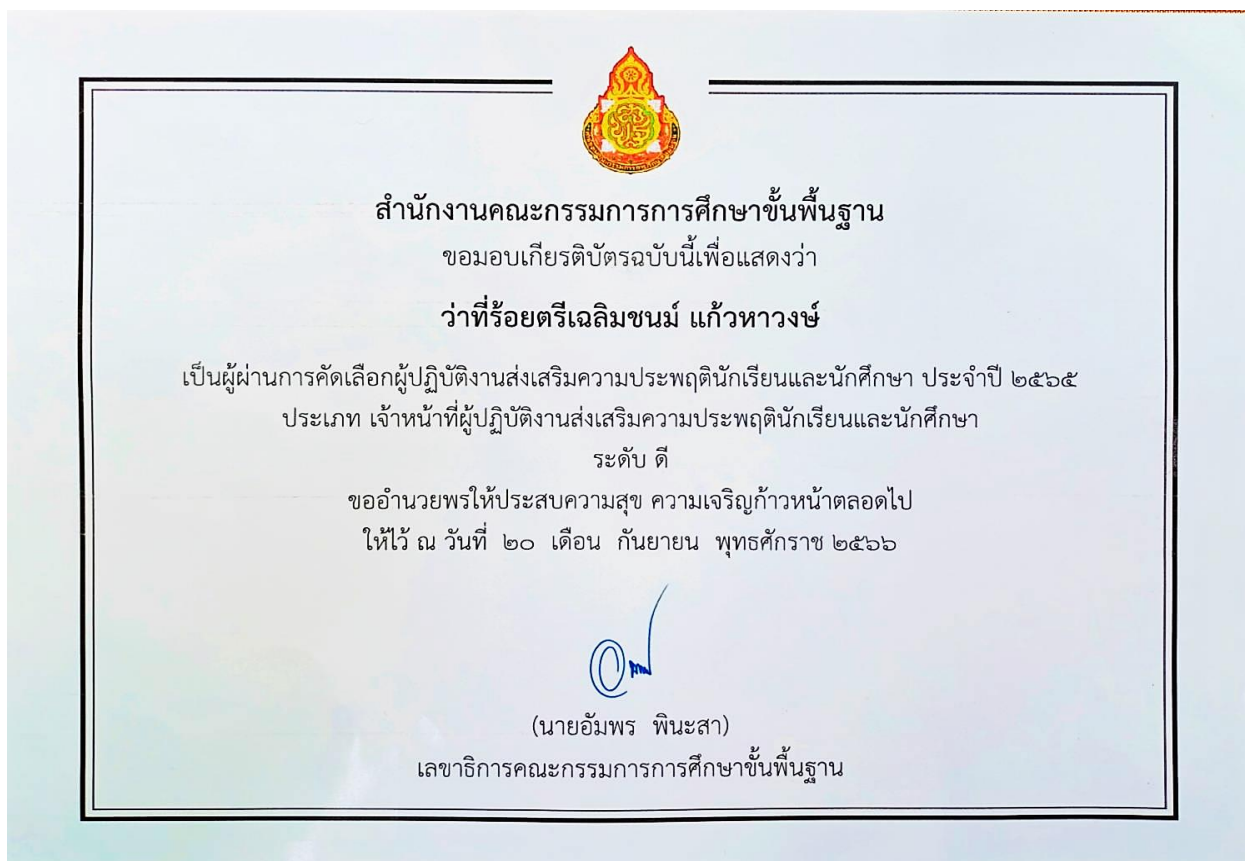 สำนักงานคณะกรรมการการศึกษาขั้นพื้นฐาน
ขอมอบเกียรติบัตรฉบับนี้เพื่อแสดงว่า
ว่าที่ร้อยตรีเฉลิมชนม์ แก้วหาวงษ์
เป็นผู้ผ่านการคัดเลือกผู้ปฏิบัติงานส่งเสริมความประพฤตินักเรียนและนักศึกษา ประจำปี ๒๕๖๕
ประเภท เจ้าหน้าที่ผู้ปฏิบัติงานส่งเสริมความประพฤตินักเรียนและนักศึกษา
ระดับ ดี
ขออำนวยพรให้ประสบความสุข ความเจริญก้าวหน้าตลอดไป
ให้ไว้ ณ วันที่ ๒๐ เดือน กันยายน พุทธศักราช ๒๕๖๖
(นายอัมพร พินะสา)
เลขาธิการคณะกรรมการการศึกษาขั้นพื้นฐาน